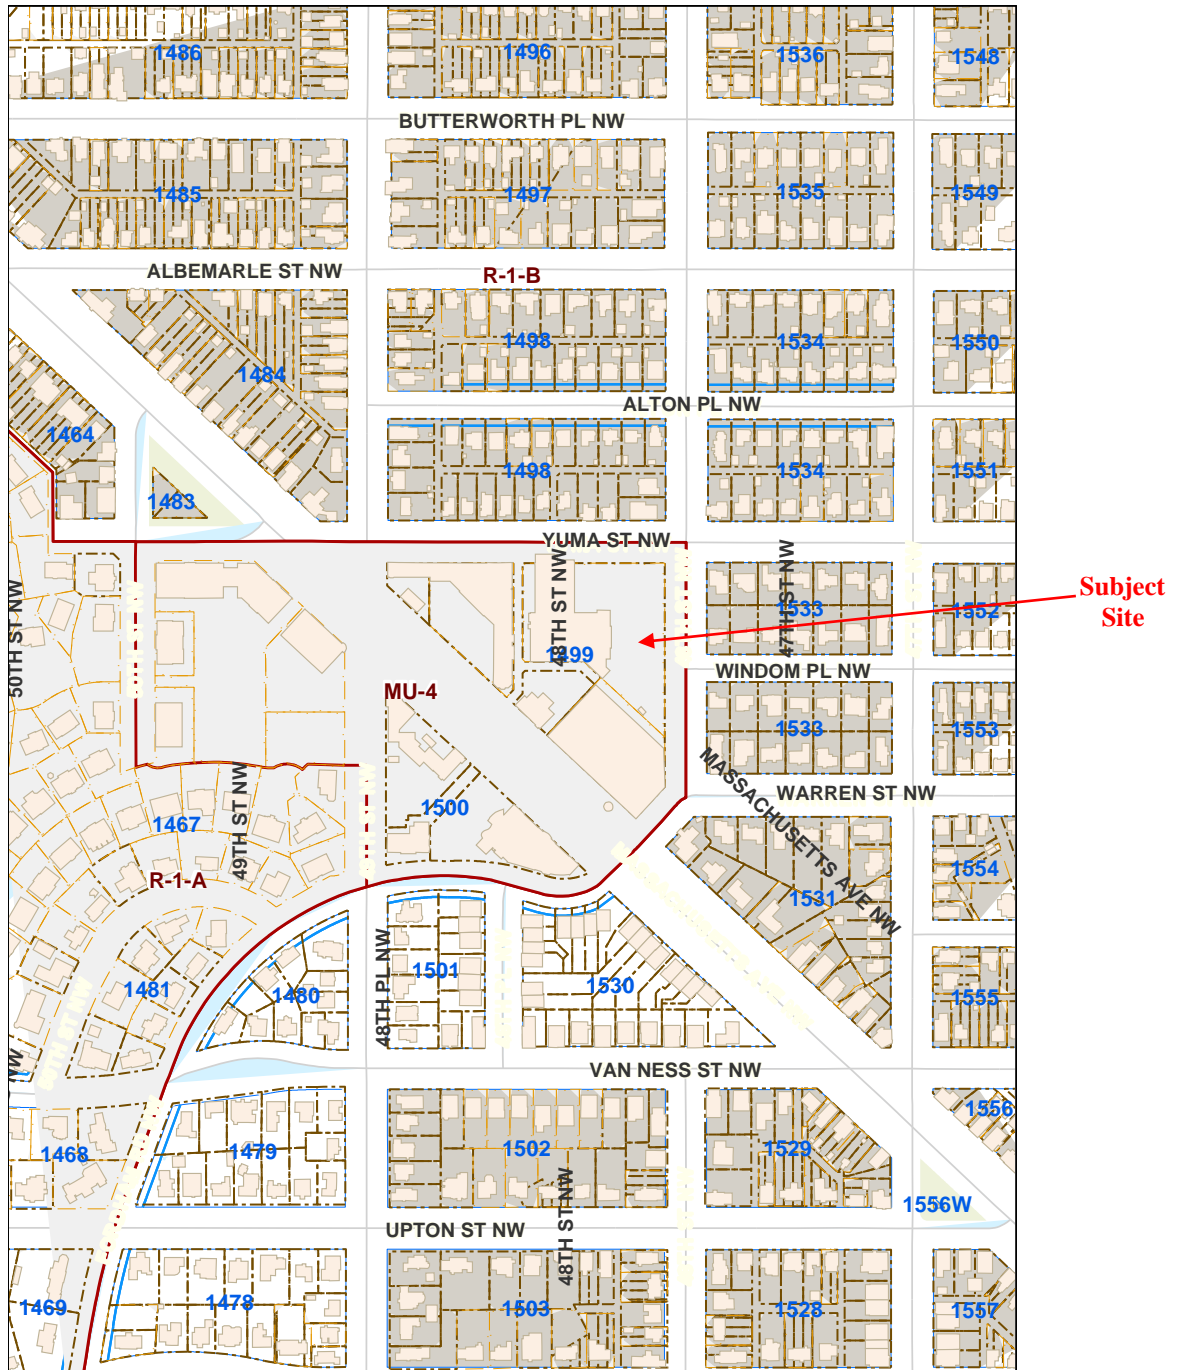 1486
1496
1536
1548
BUTTERWORTH PL NW
1485
1497
1535
1549
ALBEMARLE ST NW
R-1-B
1484
1498
1534
1550
ALTON PL NW
1464
1483
1498
1534
1551
YUMA ST NW
50TH ST NW
48TH ST NW
47TH ST NW
1499
1533
1552
Subject
Site
WINDOM PL NW
MU-4
1533
1553
MASSACHUSETTS AVE NW
WARREN ST NW
1467
49TH ST NW
1500
R-1-A
1531
1554
1481
1480
48TH PL NW
1501
1530
1555
NW
VAN NESS ST NW
1468
1479
1502
1529
1556
48TH ST NW
1556W
UPTON ST NW
1469
1478
1503
1528
1557